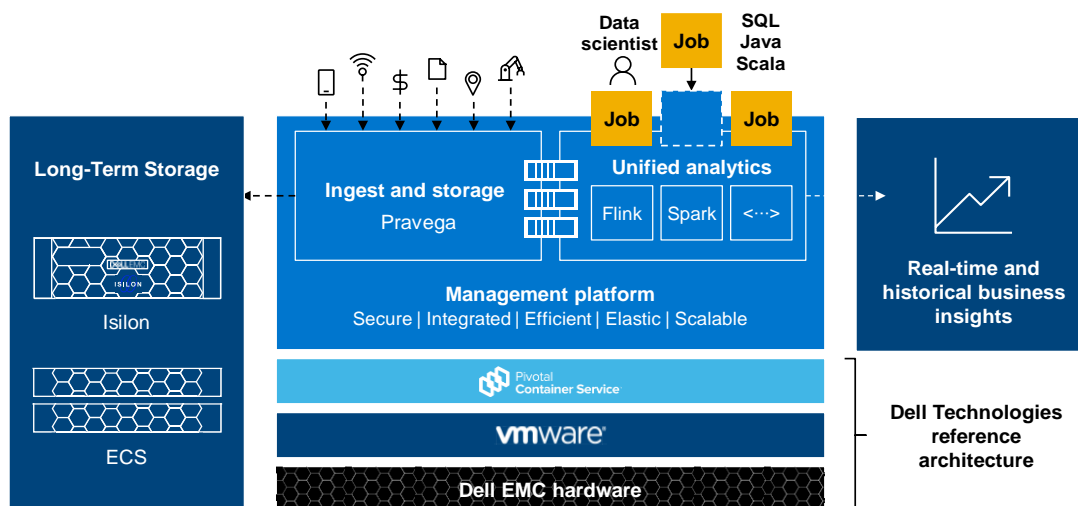 Data
scientist
Job
SQL
Java
Scala
Job
Job
Long-Term Storage
DELLEMC
ISILON
Isilon
ECS
Ingest and storage
Pravega
Unified analytics
Flink
Spark
<···>
Management platform
Secure | Integrated | Efficient | Elastic | Scalable
Real-time and
historical business
insights
Pivotal
Container Service
vmware®
Dell EMC hardware
Dell Technologies
reference
architecture